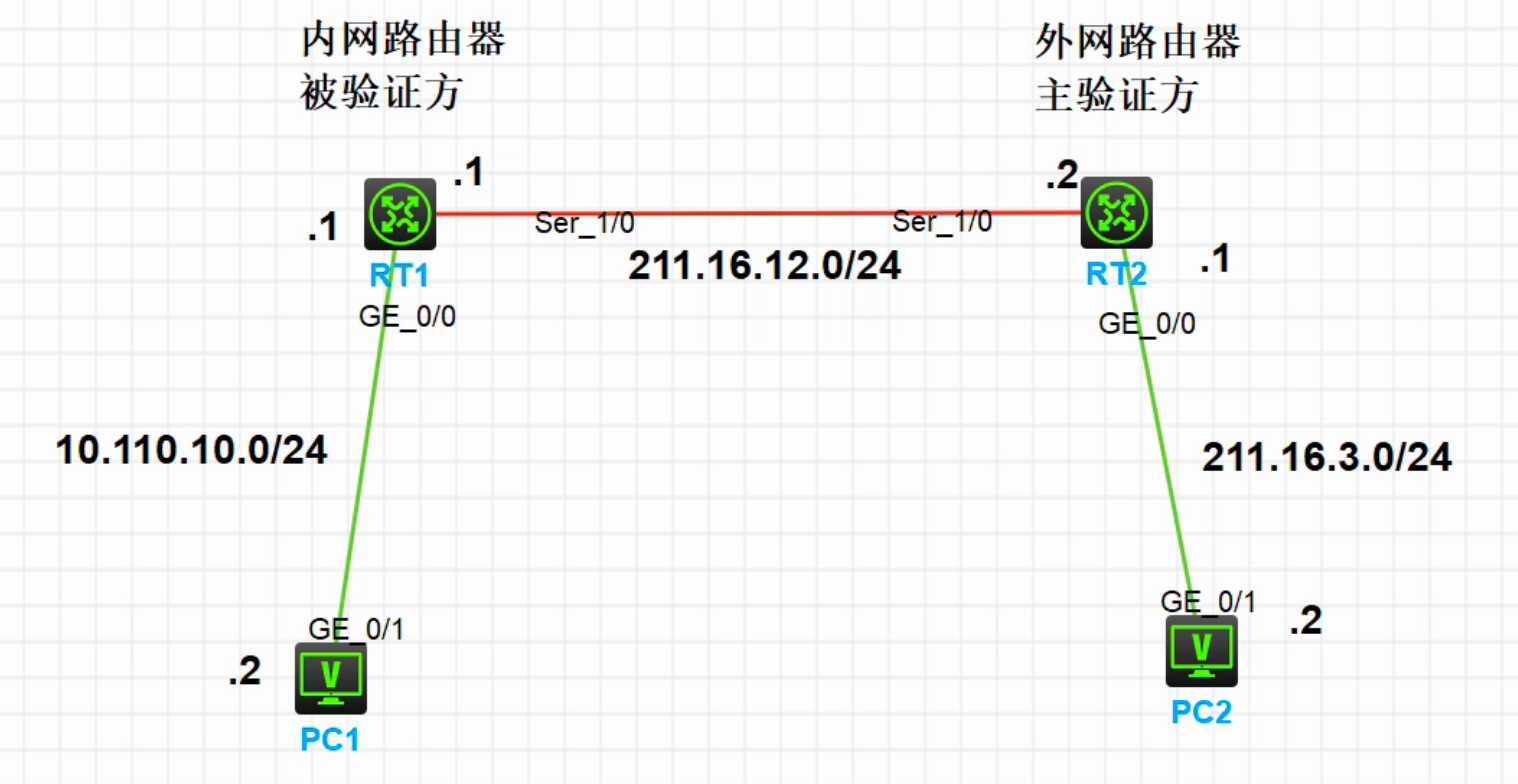 内网路由器
被验证方
外网路由器
主验证方
.1
.2
.1
Ser_1/0
Ser_1/0
RT1
211.16.12.0/24
RT2
.1
GE_0/0
GE_0/0
10.110.10.0/24
211.16.3.0/24
GE_0/1
GE_0/1
.2
.2
V
V
PC1
PC2